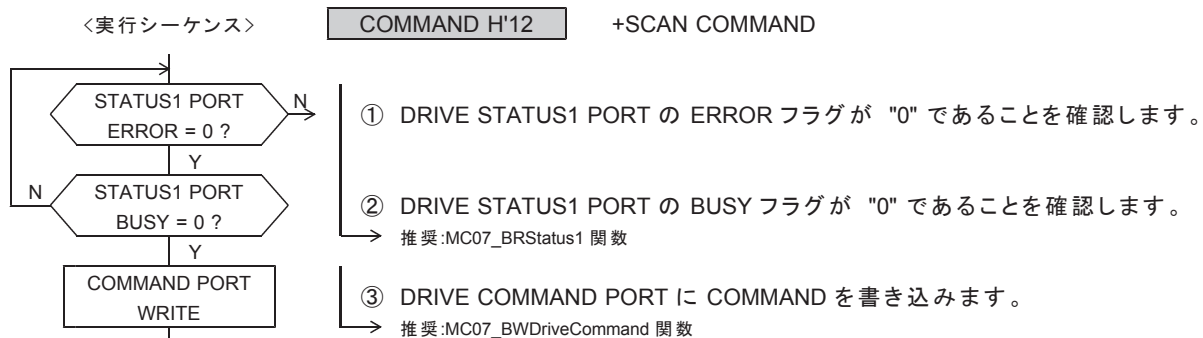 <実行シーケンス> COMMAND H'12 +SCAN COMMAND
STATUS1 PORT
ERROR = 0 ?
N
① DRIVE STATUS1 PORT の ERROR フラグが "0" であることを確認します。
Y
N
STATUS1 PORT
BUSY = 0 ?
② DRIVE STATUS1 PORT の BUSY フラグが "0" であることを確認します。
推奨:MC07_BRStatus1 関数
Y
COMMAND PORT
WRITE
③ DRIVE COMMAND PORT に COMMAND を書き込みます。
推奨:MC07_BWDriveCommand 関数